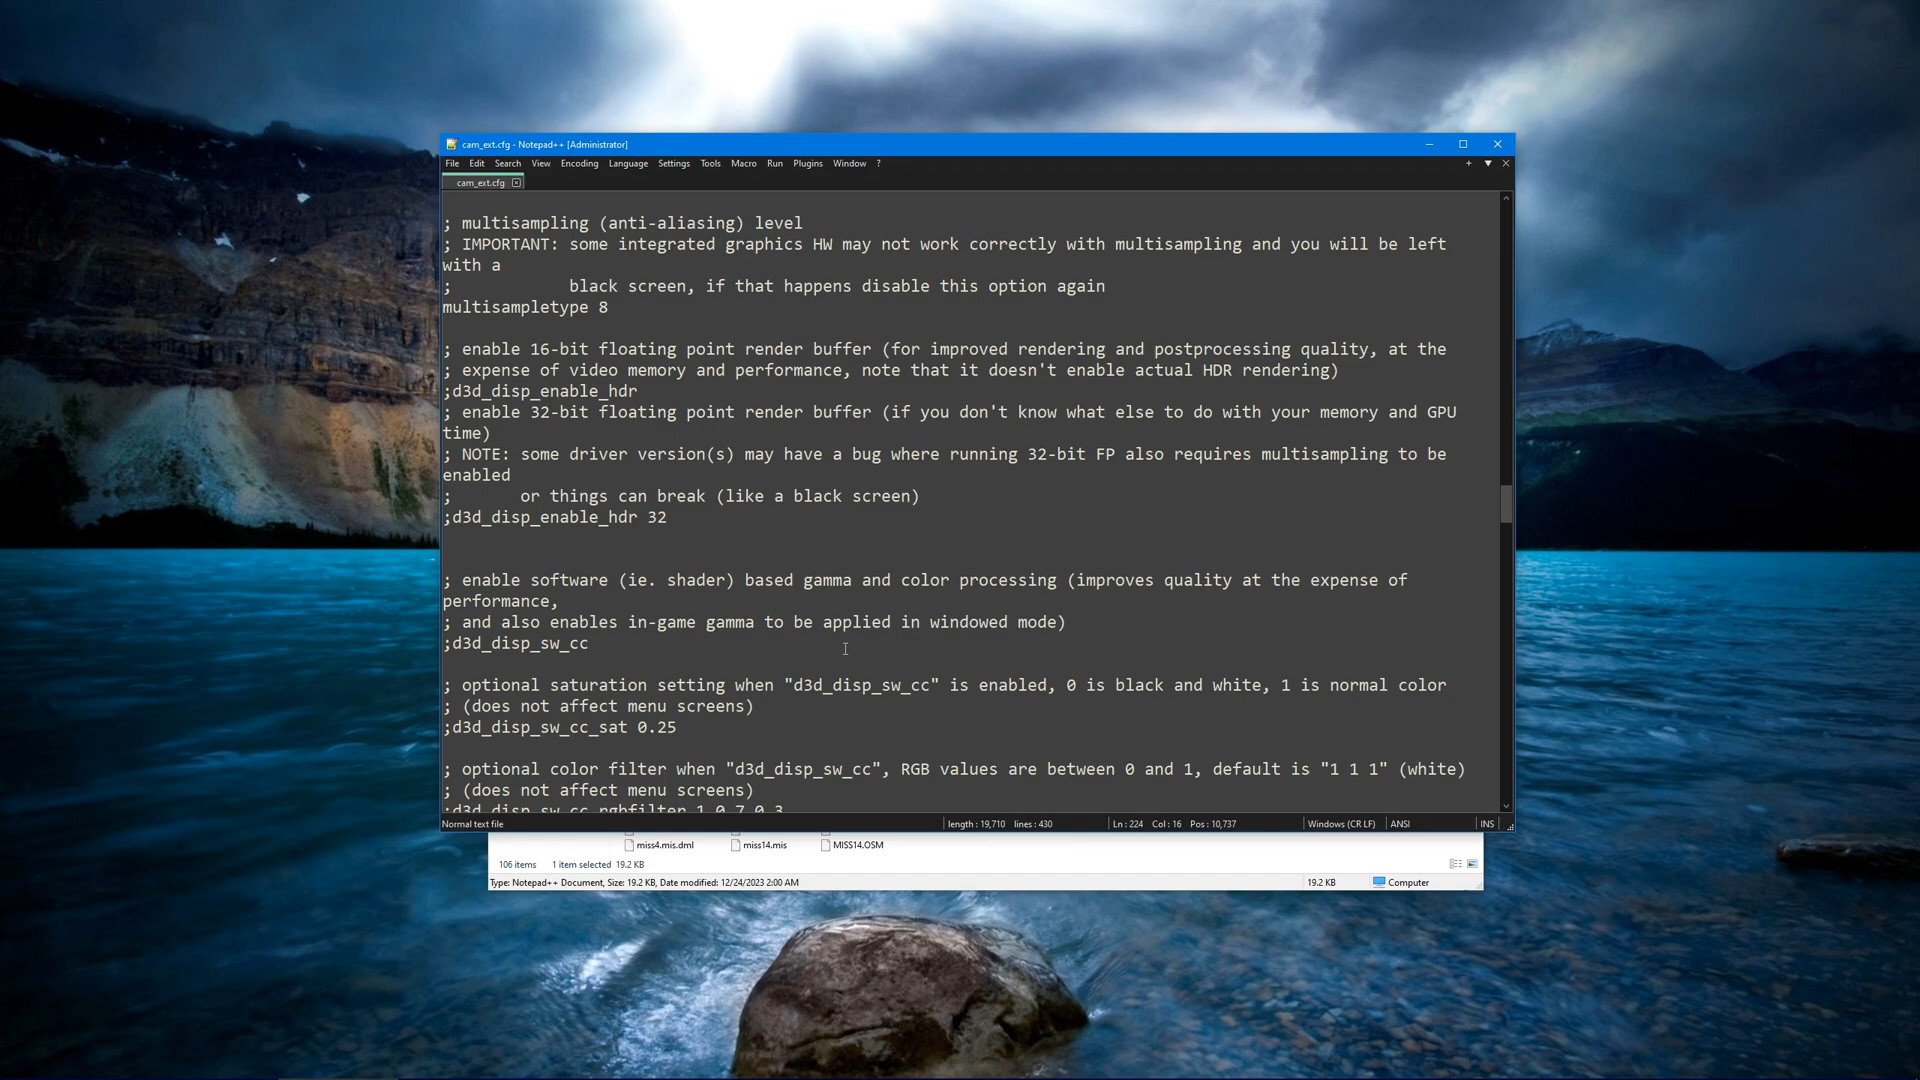 cam_ext.cfg - Notepad++ [Administrator]
File Edit Search View Encoding Language Settings Tools Macro Run Plugins Window ?
cam_ext.cfg
; multisampling (anti-aliasing) level
; IMPORTANT: some integrated graphics HW may not work correctly with multisampling and you will be left
with a
; black screen, if that happens disable this option again
multisampletype 8
; enable 16-bit floating point render buffer (for improved rendering and postprocessing quality, at the
; expense of video memory and performance, note that it doesn't enable actual HDR rendering)
;d3d_disp_enable_hdr
; enable 32-bit floating point render buffer (if you don't know what else to do with your memory and GPU
time)
; NOTE: some driver version(s) may have a bug where running 32-bit FP also requires multisampling to be
enabled
; or things can break (like a black screen)
;d3d_disp_enable_hdr 32
; enable software (ie. shader) based gamma and color processing (improves quality at the expense of
performance,
; and also enables in-game gamma to be applied in windowed mode)
;d3d_disp_sw_cc
; optional saturation setting when "d3d_disp_sw_cc" is enabled, 0 is black and white, 1 is normal color
; (does not affect menu screens)
;d3d_disp_sw_cc_sat 0.25
; optional color filter when "d3d_disp_sw_cc", RGB values are between 0 and 1, default is "1 1 1" (white)
; (does not affect menu screens)
;d3d_disp_sw_cc_rgbfilter 1 0.7 0.3
Normal text file length : 19,710 lines : 430 Ln : 224 Col : 16 Pos : 10,737 Windows (CR LF) ANSI INS
miss4.mis.dml miss14.mis MISS14.OSM
106 items 1 item selected 19.2 KB
Type: Notepad++ Document, Size: 19.2 KB, Date modified: 12/24/2023 2:00 AM 19.2 KB Computer